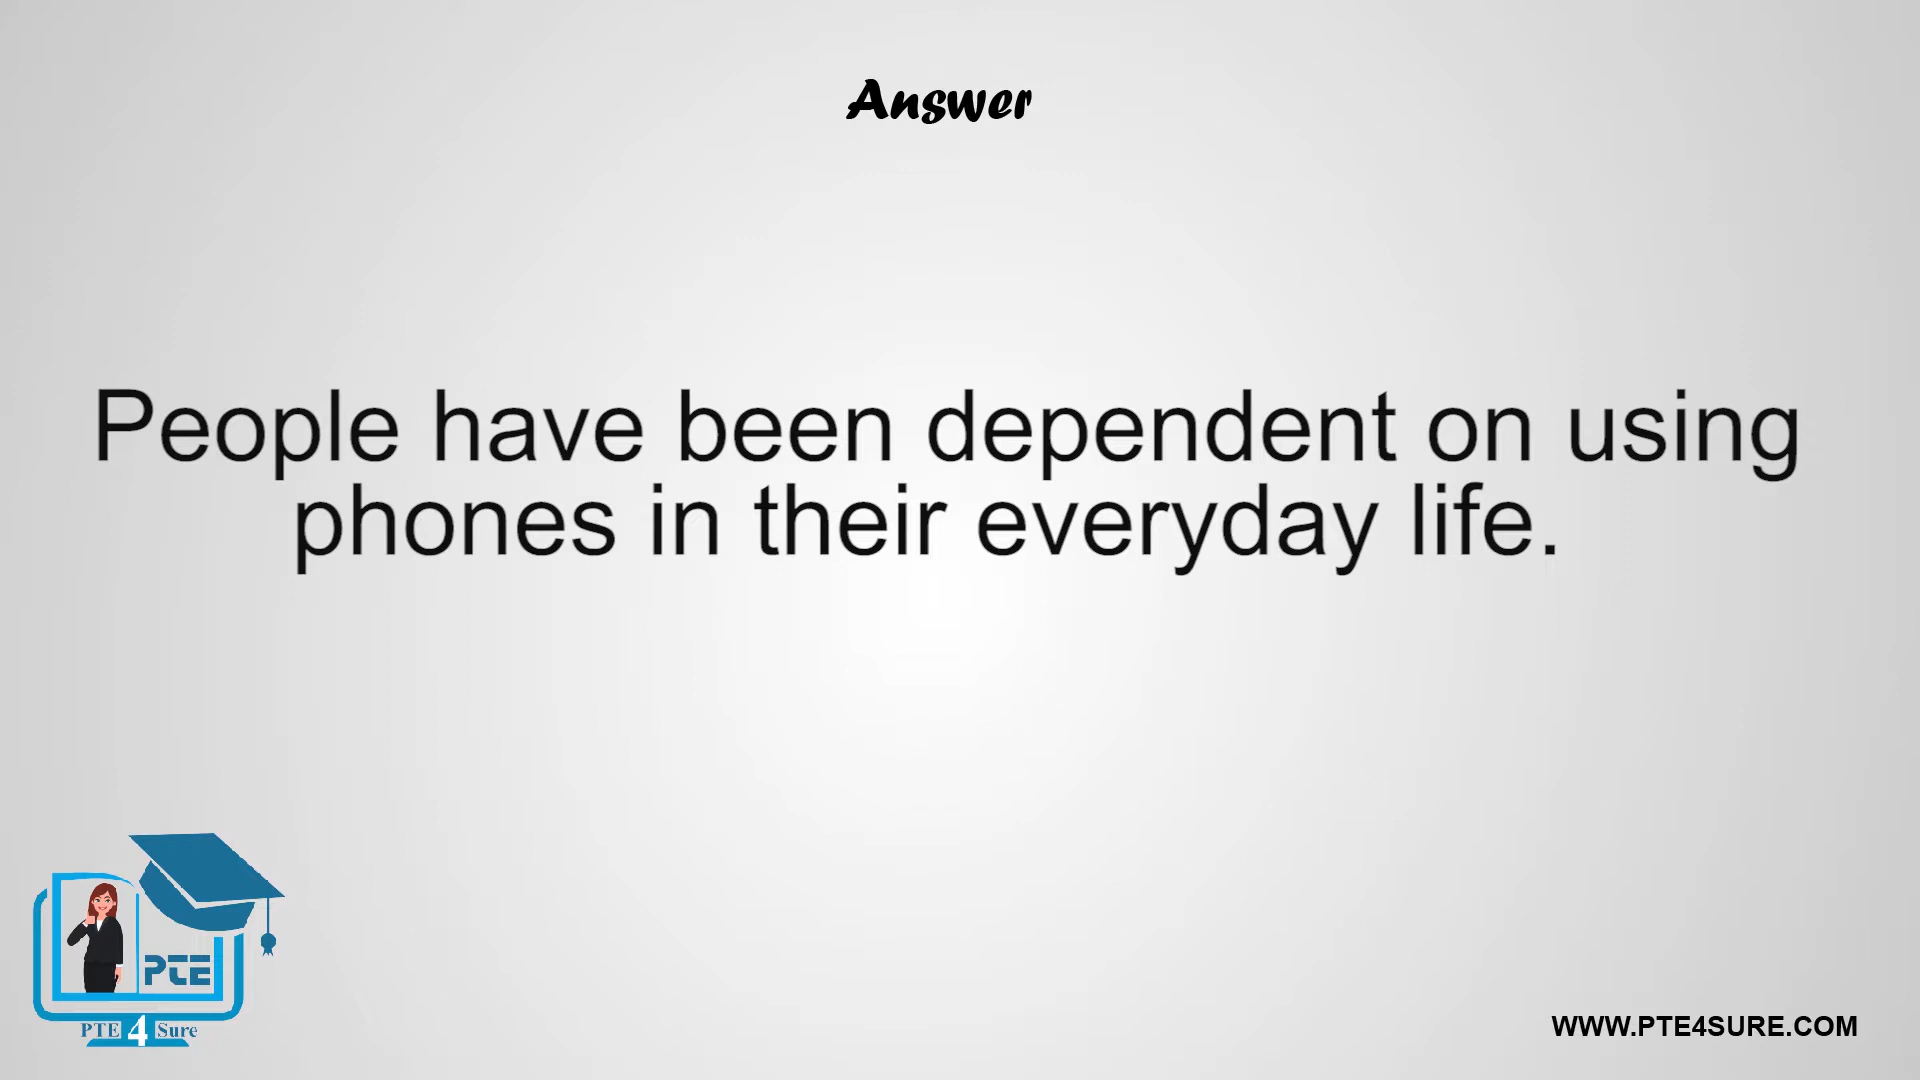 Answer
People have been dependent on using
phones in their everyday life.
PTE
PTE 4 Sure
WWW.PTE4SURE.COM